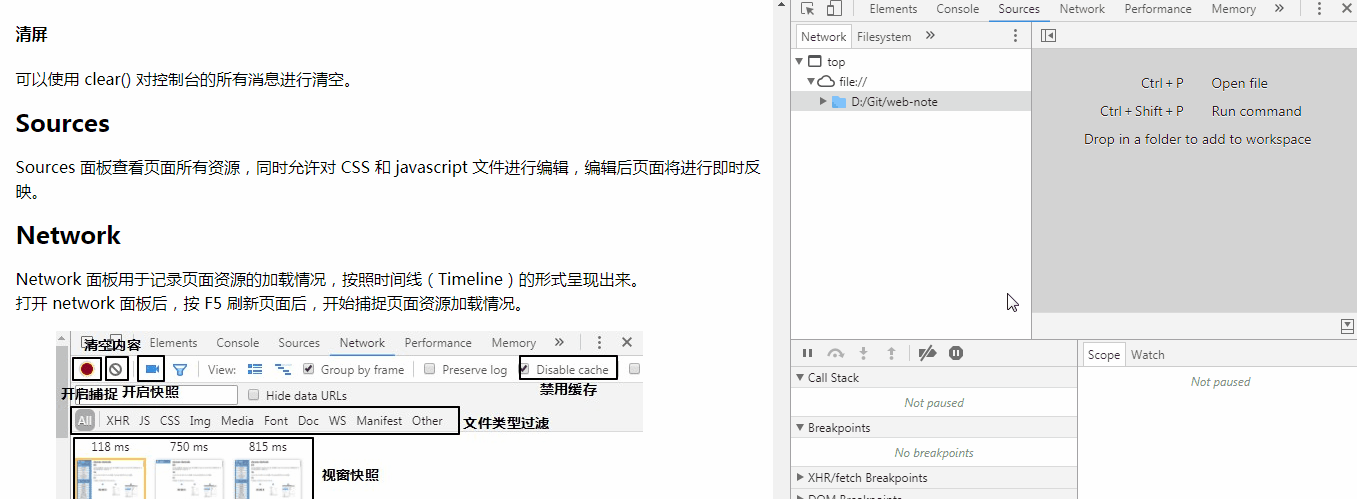 清屏
可以使用 clear() 对控制台的所有消息进行清空。
Sources
Sources 面板查看页面所有资源，同时允许对 CSS 和 javascript 文件进行编辑，编辑后页面将进行即时反
映。
Network
Network 面板用于记录页面资源的加载情况，按照时间线（Timeline）的形式呈现出来。
打开 network 面板后，按 F5 刷新页面后，开始捕捉页面资源加载情况。
清空内容
Elements Console Sources Network Performance Memory »
View: Group by frame Preserve log Disable cache
开启捕捉 开启快照 禁用缓存
Hide data URLs
All XHR JS CSS Img Media Font Doc WS Manifest Other 文件类型过滤
118 ms 750 ms 815 ms
视窗快照
Elements Console Sources Network Performance Memory »
Network Filesystem »
top
file://
D:/Git/web-note
Ctrl + P Open file
Ctrl + Shift + P Run command
Drop in a folder to add to workspace
Call Stack
Not paused
Breakpoints
No breakpoints
XHR/fetch Breakpoints
DOM Breakpoints
Scope Watch
Not paused